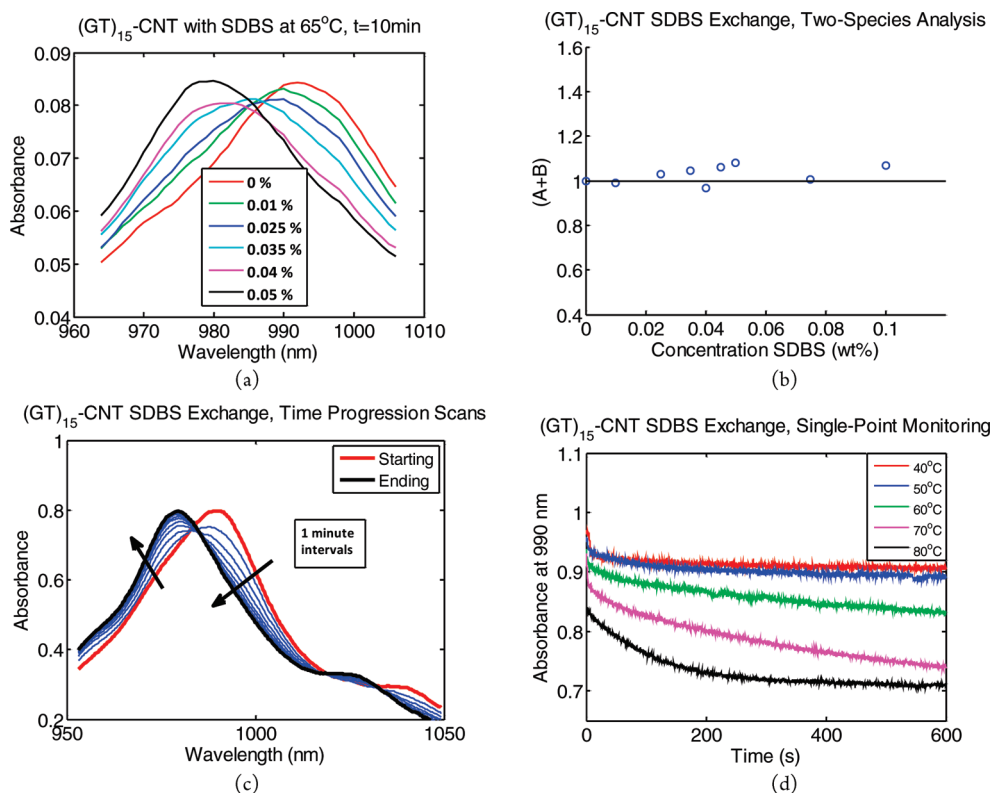 (GT)15-CNT with SDBS at 65°C, t=10min
0.09
0.08
0.07
0.06
0.05
0.04
Absorbance
0 %
0.01 %
0.025 %
0.035 %
0.04 %
0.05 %
960 970 980 990 1000 1010
Wavelength (nm)
(a)
(GT)15-CNT SDBS Exchange, Two-Species Analysis
1.6
1.4
1.2
1
0.8
0.6
0.4
(A+B)
0 0.02 0.04 0.06 0.08 0.1
Concentration SDBS (wt%)
(b)
(GT)15-CNT SDBS Exchange, Time Progression Scans
1
0.8
0.6
0.4
0.2
Absorbance
Starting
Ending
1 minute
intervals
950 1000 1050
Wavelength (nm)
(c)
(GT)15-CNT SDBS Exchange, Single-Point Monitoring
1.1
1
0.9
0.8
0.7
Absorbance at 990 nm
40°C
50°C
60°C
70°C
80°C
0 200 400 600
Time (s)
(d)